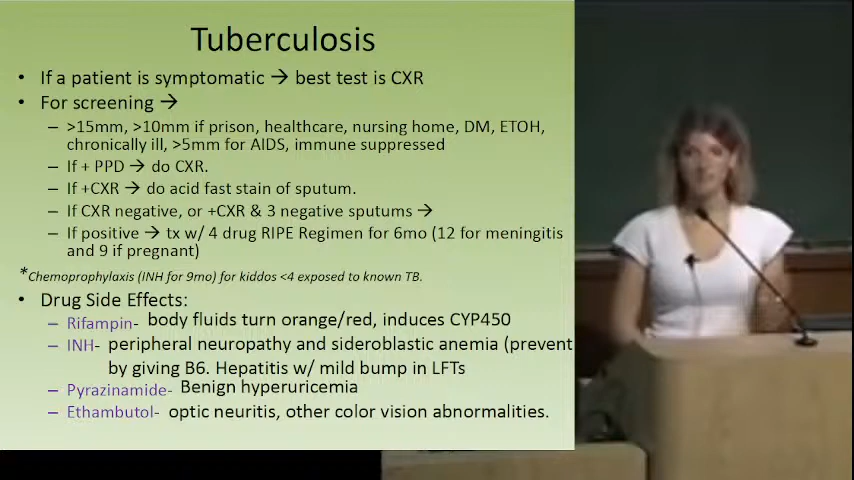 Tuberculosis
• If a patient is symptomatic → best test is CXR
• For screening →
– >15mm, >10mm if prison, healthcare, nursing home, DM, ETOH,
chronically ill, >5mm for AIDS, immune suppressed
– If + PPD → do CXR.
– If +CXR → do acid fast stain of sputum.
– If CXR negative, or +CXR & 3 negative sputums →
– If positive → tx w/ 4 drug RIPE Regimen for 6mo (12 for meningitis
and 9 if pregnant)
*Chemoprophylaxis (INH for 9mo) for kiddos <4 exposed to known TB.
• Drug Side Effects:
– Rifampin- body fluids turn orange/red, induces CYP450
– INH- peripheral neuropathy and sideroblastic anemia (prevent
by giving B6. Hepatitis w/ mild bump in LFTs
– Pyrazinamide- Benign hyperuricemia
– Ethambutol- optic neuritis, other color vision abnormalities.